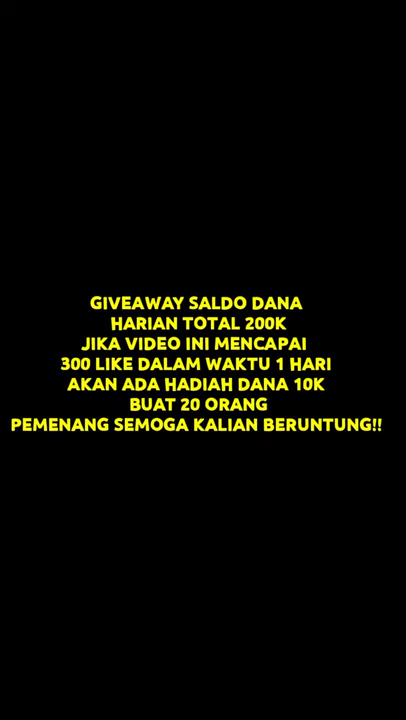 GIVEAWAY SALDO DANA
HARIAN TOTAL 200K
JIKA VIDEO INI MENCAPAI
300 LIKE DALAM WAKTU 1 HARI
AKAN ADA HADIAH DANA 10K
BUAT 20 ORANG
PEMENANG SEMOGA KALIAN BERUNTUNG!!